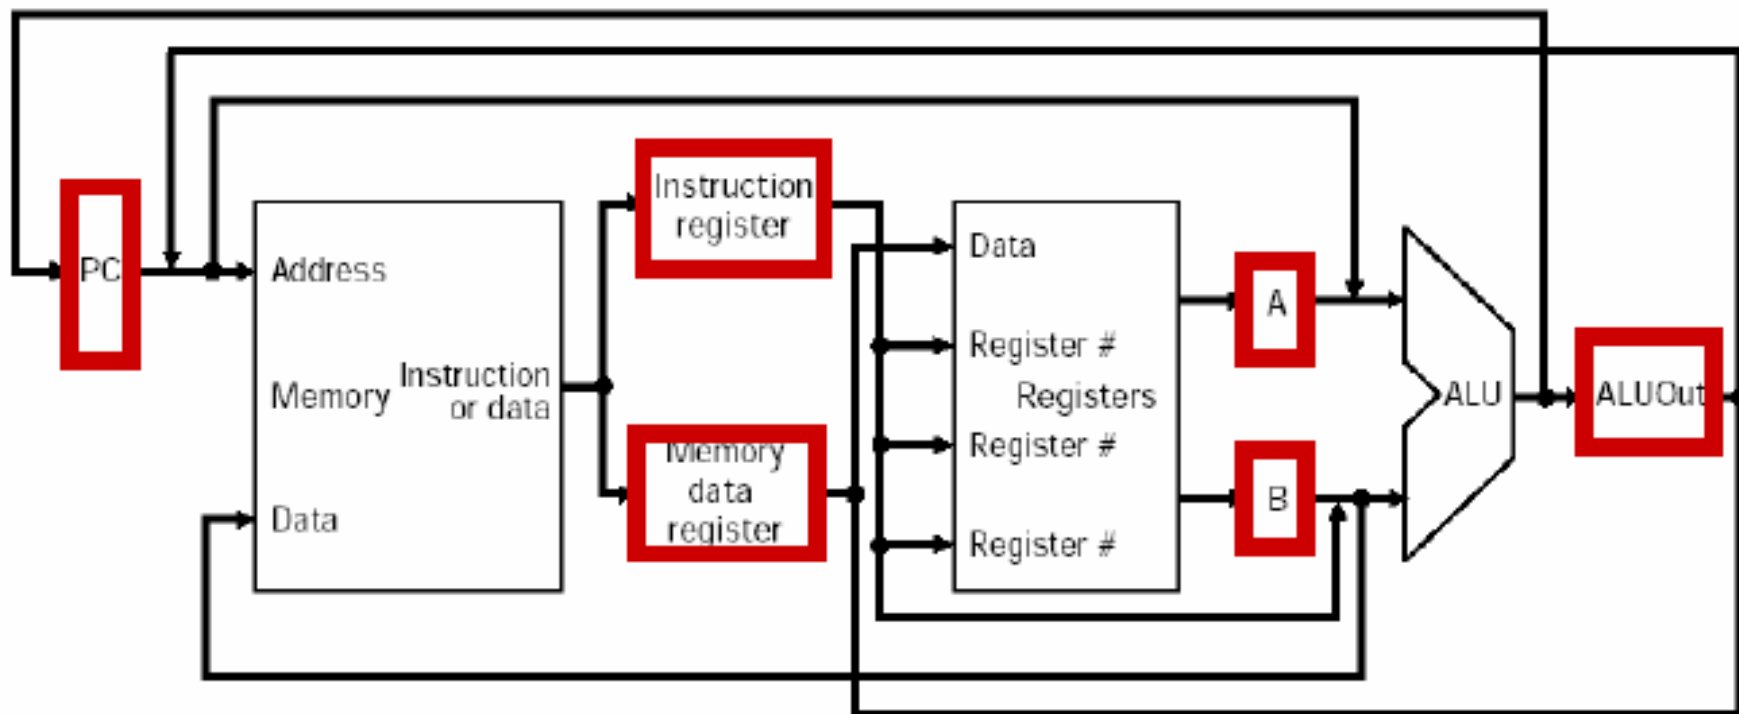 PC
Address
Memory
Instruction
or data
Data
Instruction
register
Memory
data
register
Data
Register #
Registers
Register #
Register #
A
B
ALU
ALUOut